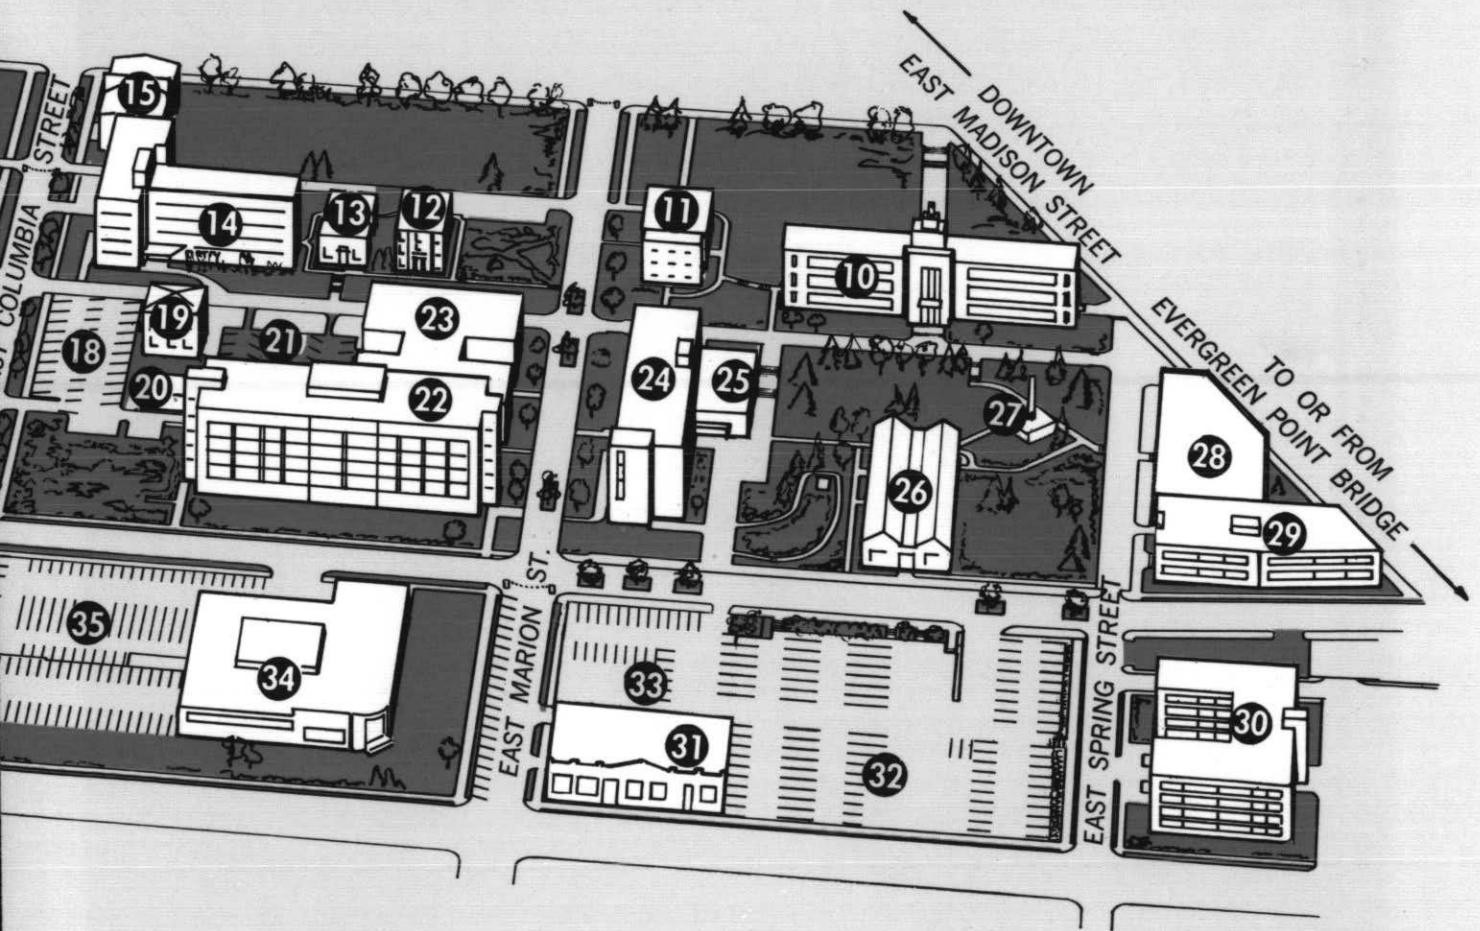 DOWNTOWN
EAST MADISON STREET
15
STREET
COLUMBIA
14
13
12
11
10
EVERGREEN POINT BRIDGE
TO OR FROM
19
23
21
18
20
22
24
25
27
28
26
29
ST.
EAST MARION
35
34
33
31
32
EAST SPRING STREET
30